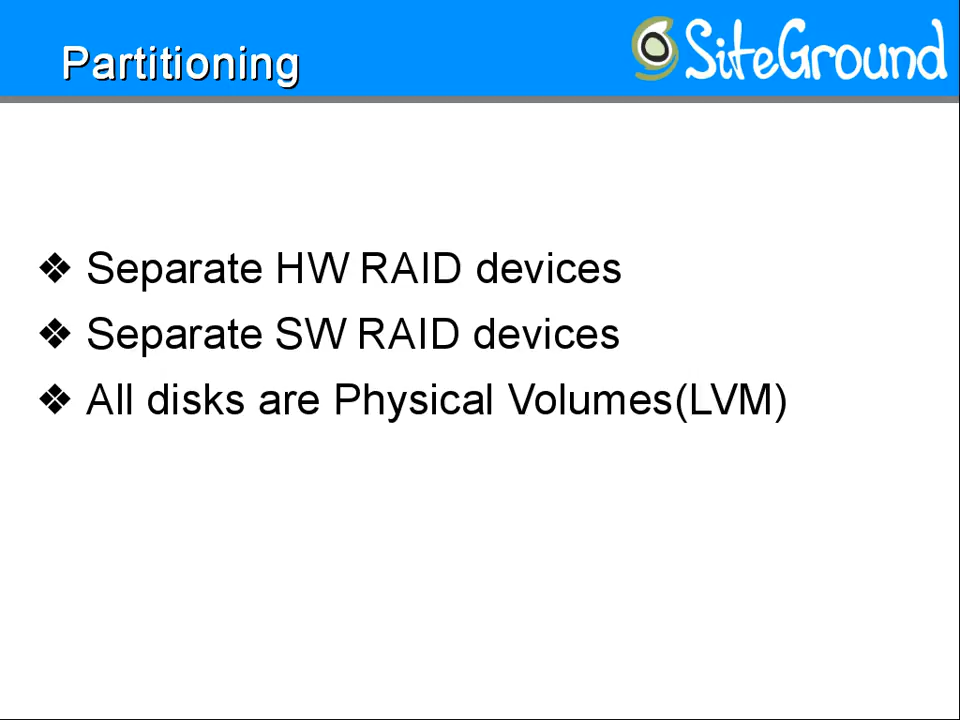 Partitioning
SiteGround
❖ Separate HW RAID devices
❖ Separate SW RAID devices
❖ All disks are Physical Volumes(LVM)